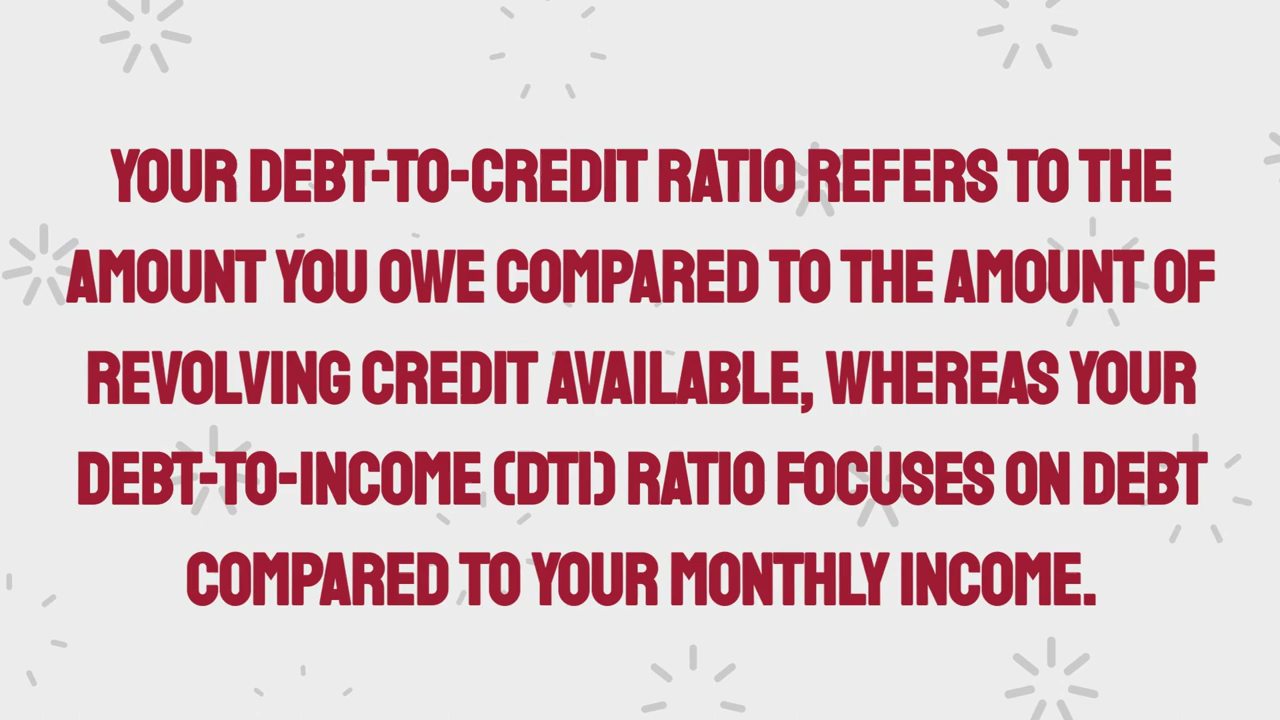 YOUR DEBT-TO-CREDIT RATIO REFERS TO THE
AMOUNT YOU OWE COMPARED TO THE AMOUNT OF
REVOLVING CREDIT AVAILABLE, WHEREAS YOUR
DEBT-TO-INCOME (DTI) RATIO FOCUSES ON DEBT
COMPARED TO YOUR MONTHLY INCOME.